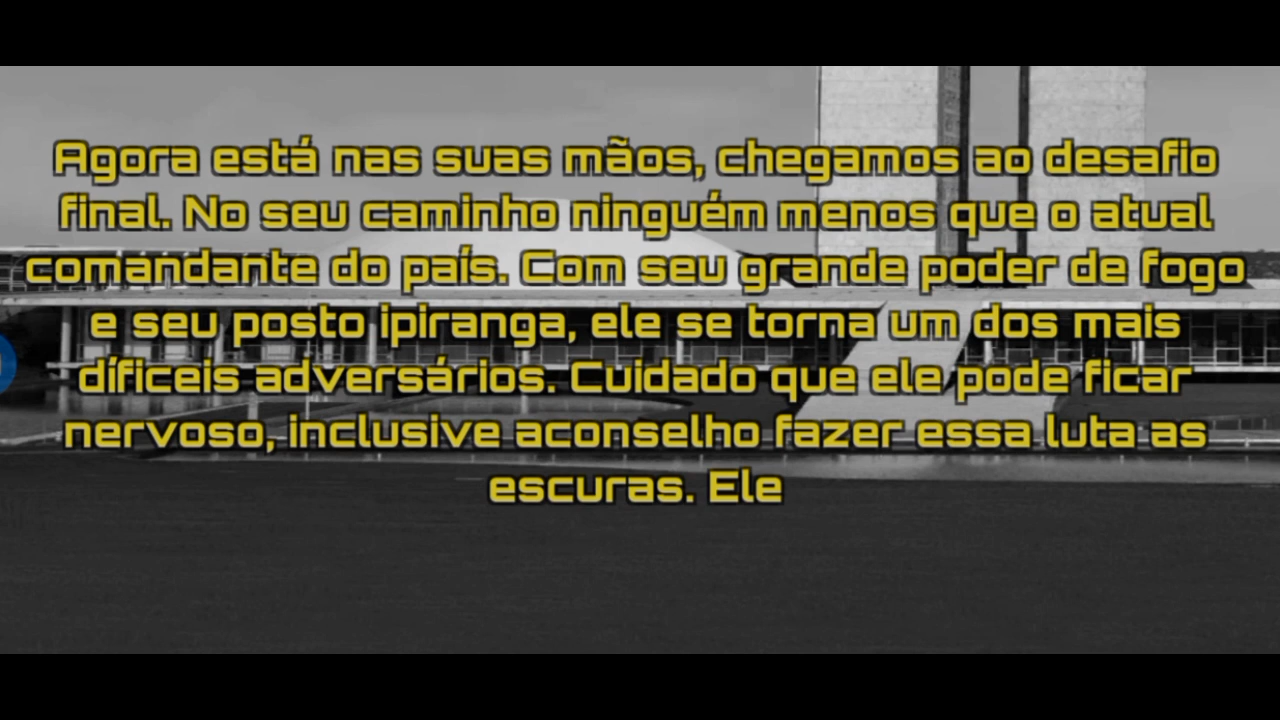 Agora está nas suas mãos, chegamos ao desafio
final. No seu caminho ninguém menos que o atual
comandante do país. Com seu grande poder de fogo
e seu posto ipiranga, ele se torna um dos mais
díficeis adversários. Cuidado que ele pode ficar
nervoso, inclusive aconselho fazer essa luta as
escuras. Ele